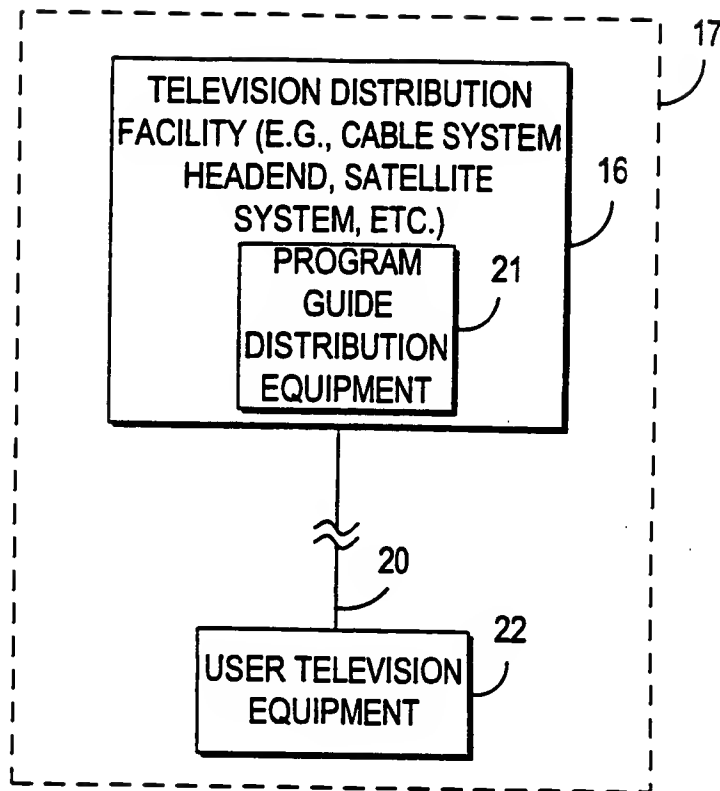 17
TELEVISION DISTRIBUTION
FACILITY (E.G., CABLE SYSTEM
HEADEND, SATELLITE
SYSTEM, ETC.)
16
PROGRAM
GUIDE
DISTRIBUTION
EQUIPMENT
21
20
22
USER TELEVISION
EQUIPMENT